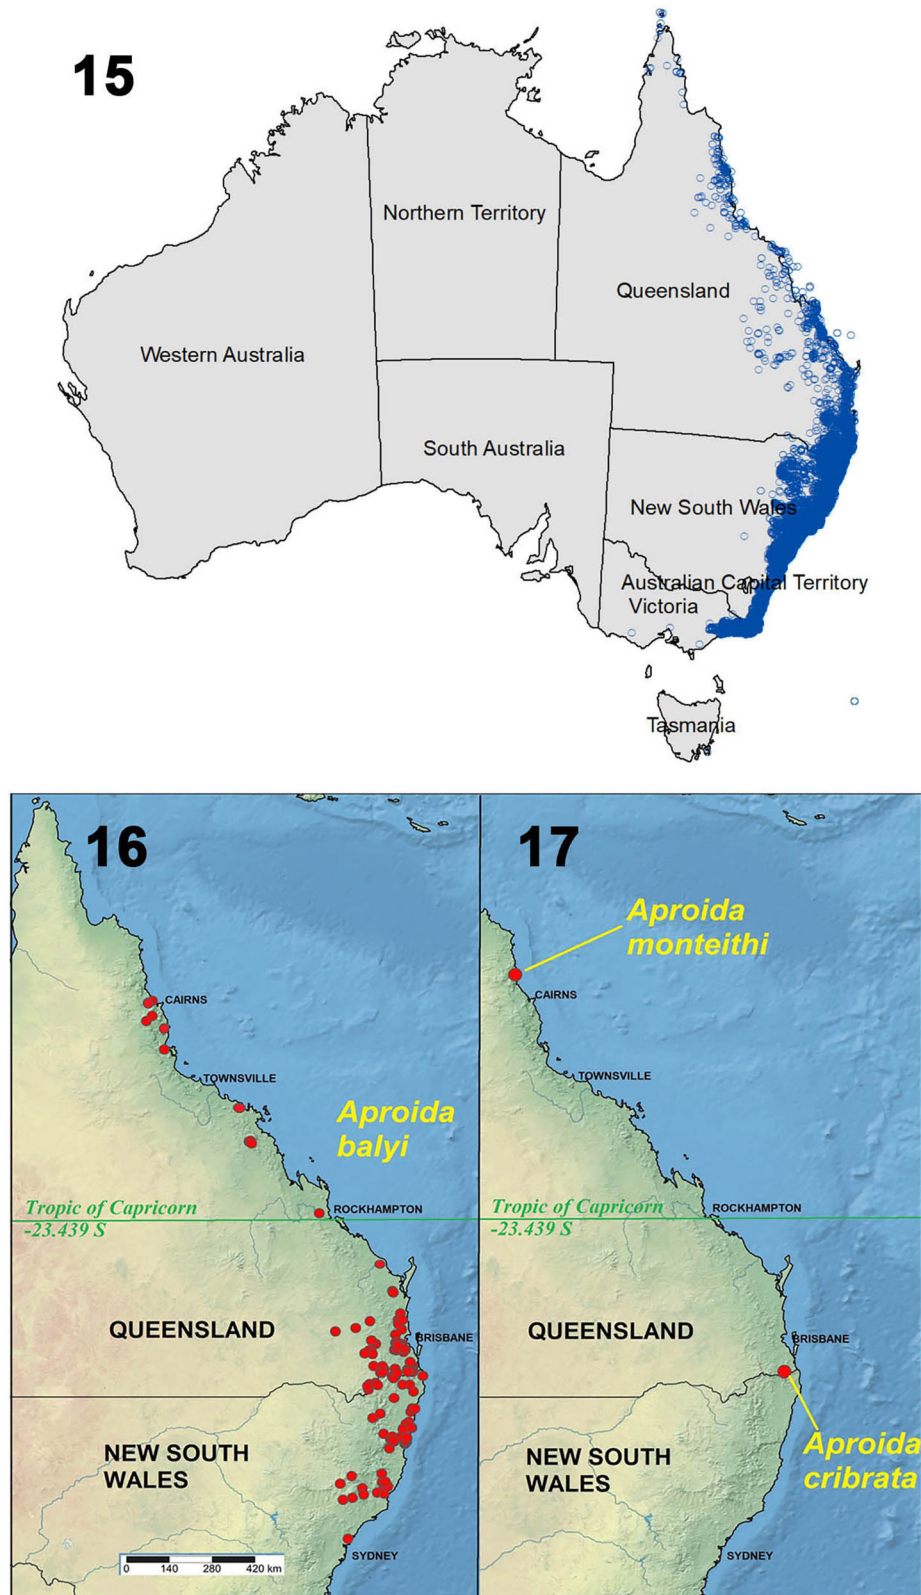 15
Northern Territory
Queensland
Western Australia
South Australia
New South Wales
Australian Capital Territory
Victoria
Tasmania
16
CAIRNS
TOWNSVILLE
Aproida
balyi
Tropic of Capricorn
-23.439 S
ROCKHAMPTON
QUEENSLAND
BRISBANE
NEW SOUTH
WALES
SYDNEY
0 140 280 420 km
17
Aproida
monteithi
CAIRNS
TOWNSVILLE
Tropic of Capricorn
-23.439 S
ROCKHAMPTON
QUEENSLAND
BRISBANE
Aproida
cribrata
NEW SOUTH
WALES
SYDNEY